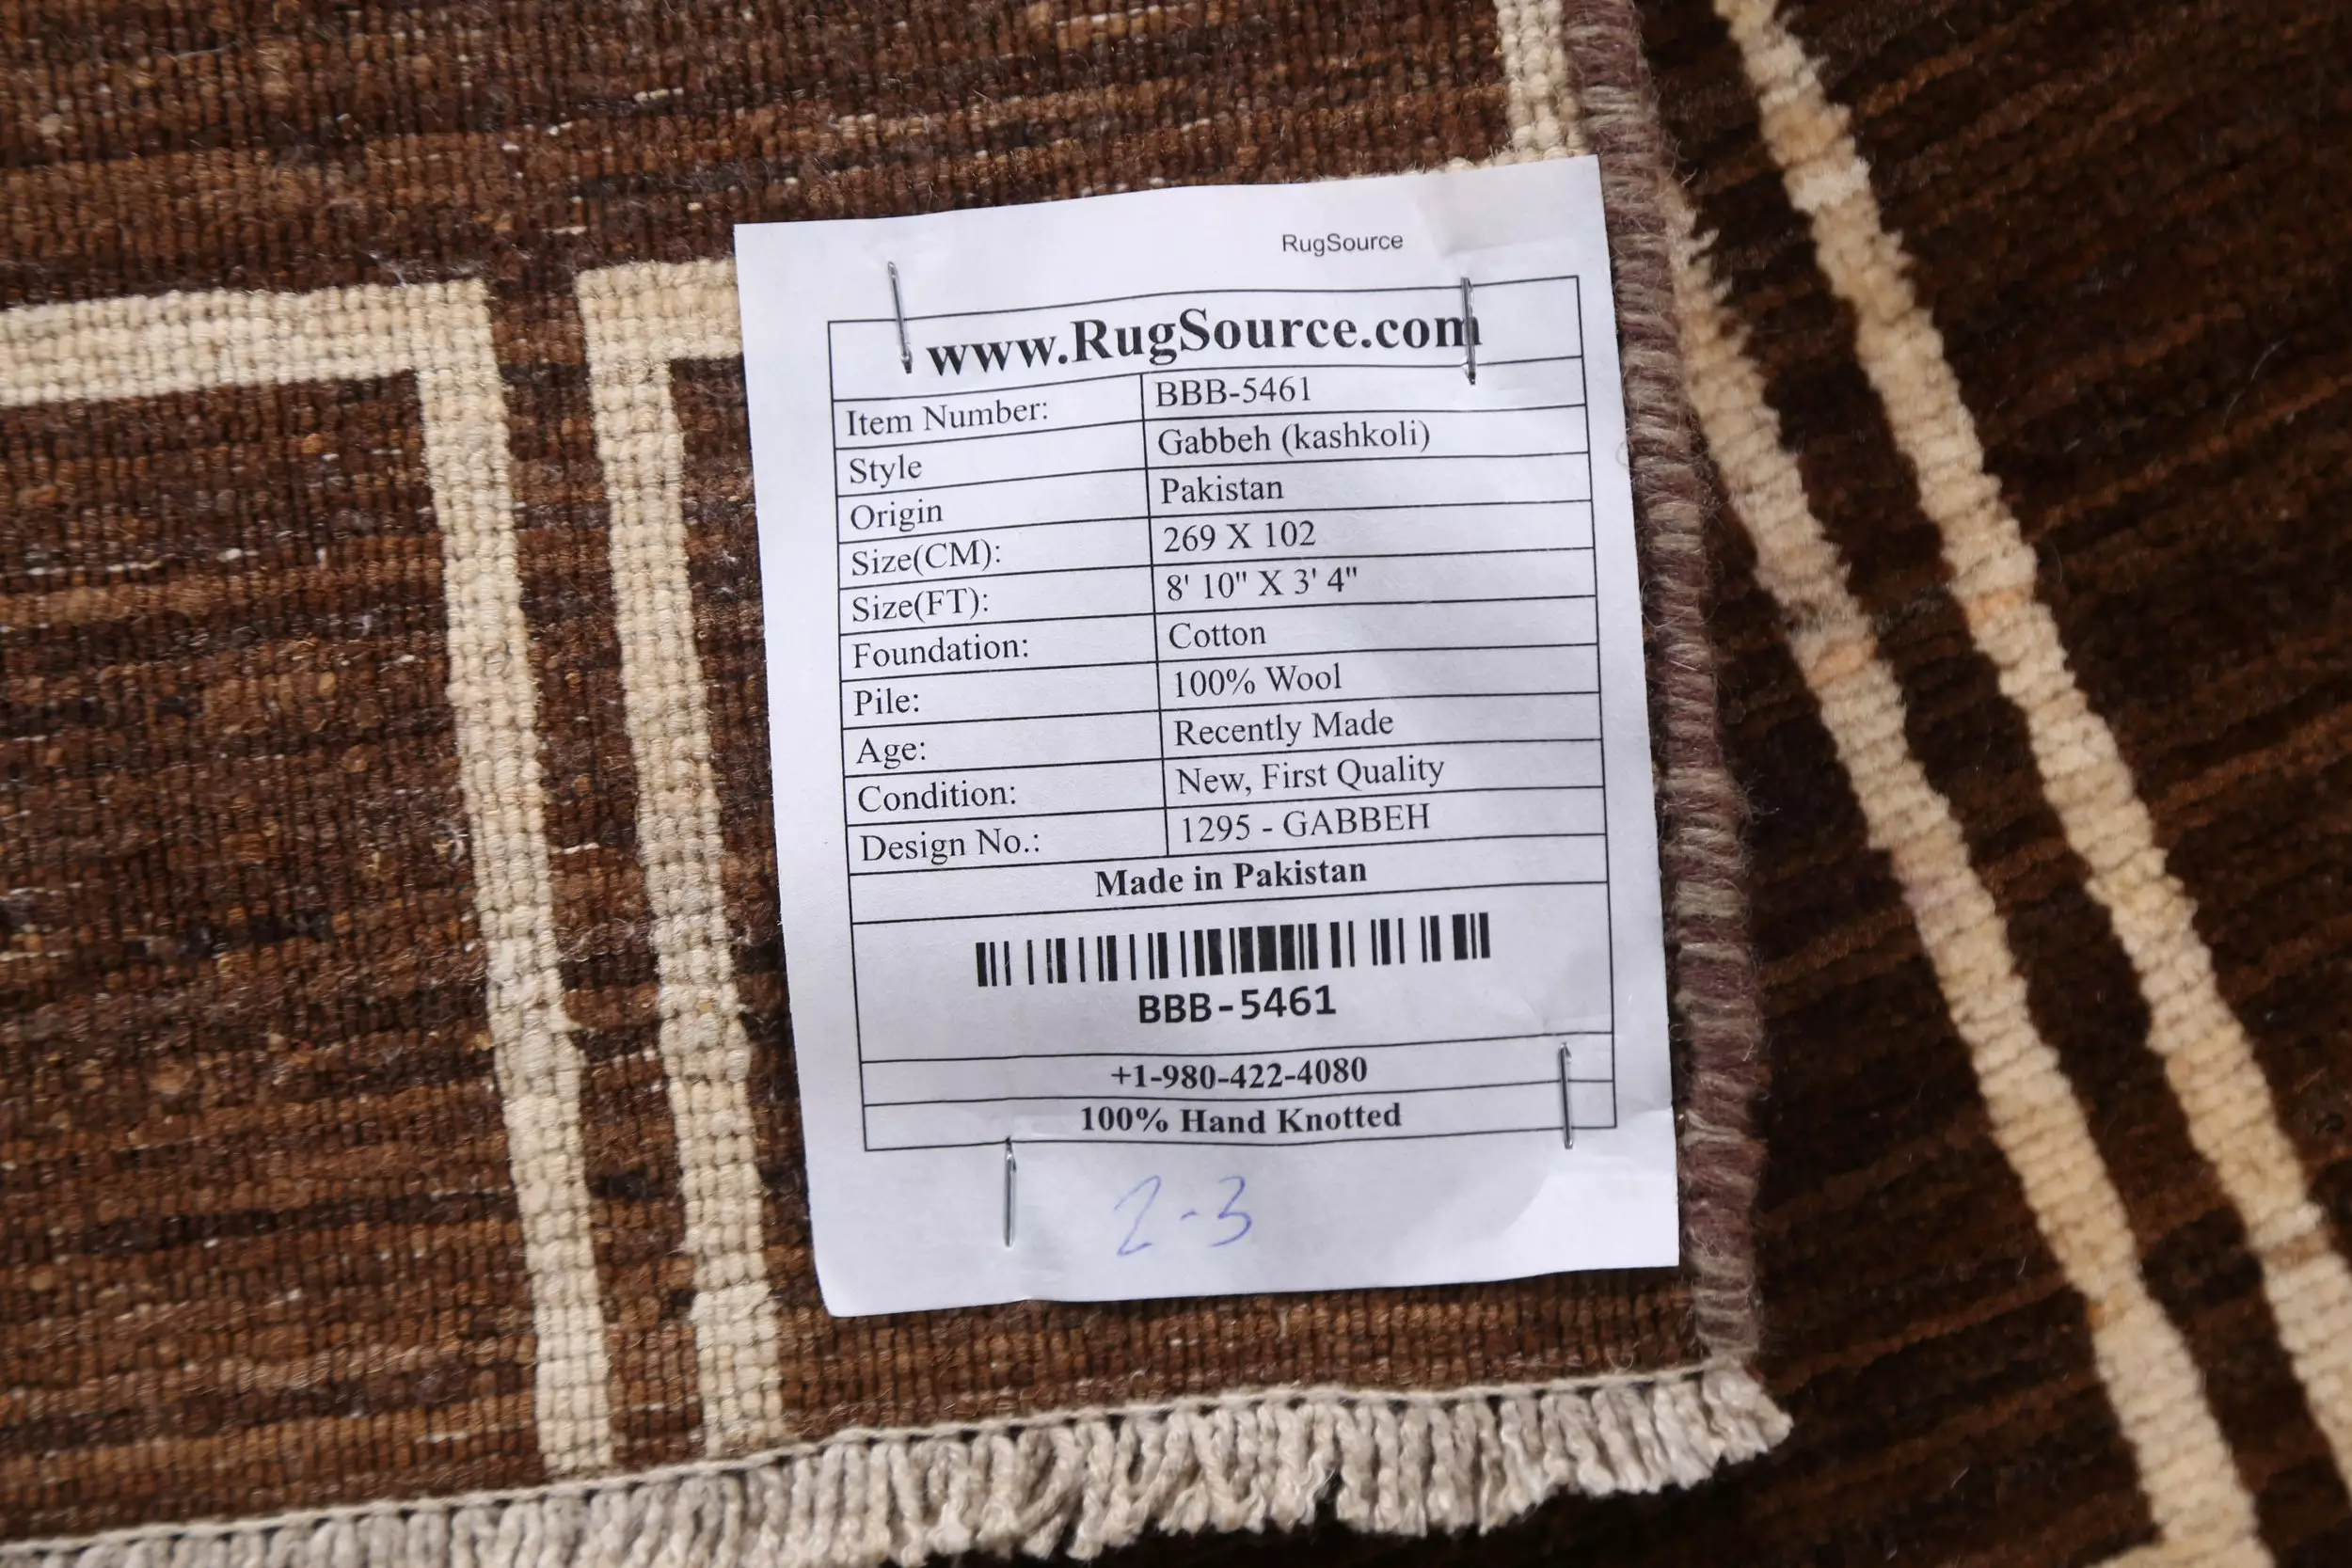 RugSource
www.RugSource.com
Item Number: BBB-5461
Style Gabbeh (kashkoli)
Origin Pakistan
Size(CM): 269 X 102
Size(FT): 8' 10" X 3' 4"
Foundation: Cotton
Pile: 100% Wool
Age: Recently Made
Condition: New, First Quality
Design No.: 1295 - GABBEH
Made in Pakistan
BBB-5461
+1-980-422-4080
100% Hand Knotted
2-3